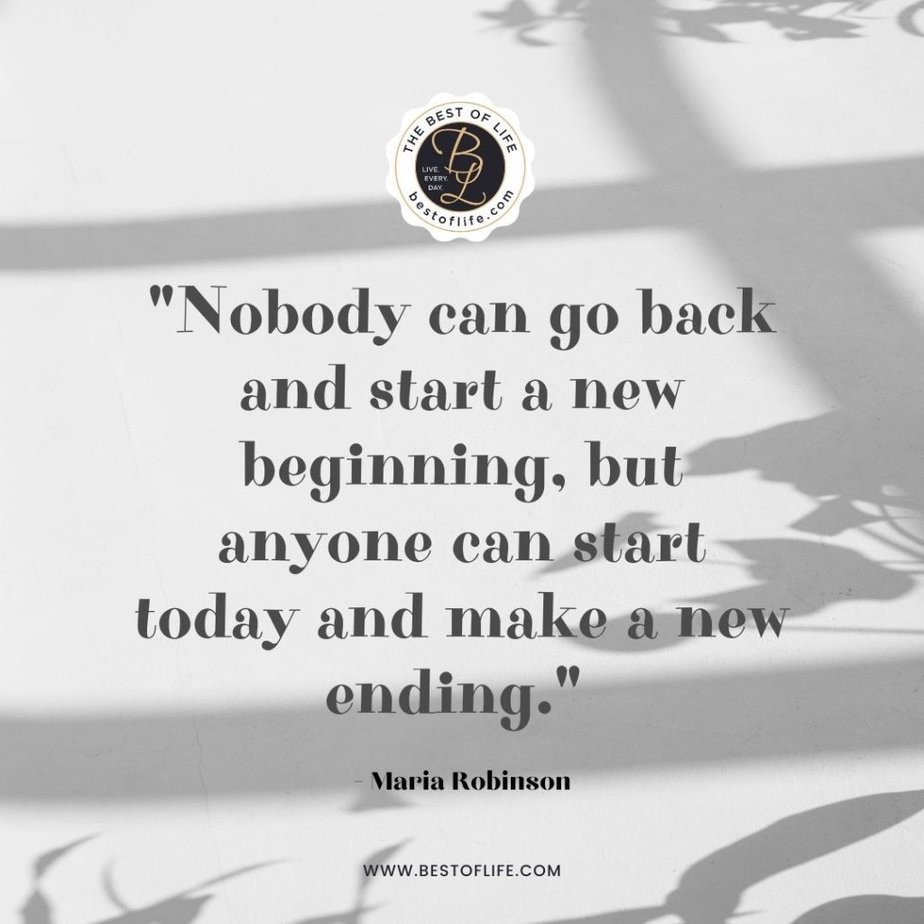 THE BEST OF LIFE
BL
LIVE.
EVERY.
DAY.
bestoflife.com
"Nobody can go back
and start a new
beginning, but
anyone can start
today and make a new
ending."
- Maria Robinson
WWW.BESTOFLIFE.COM